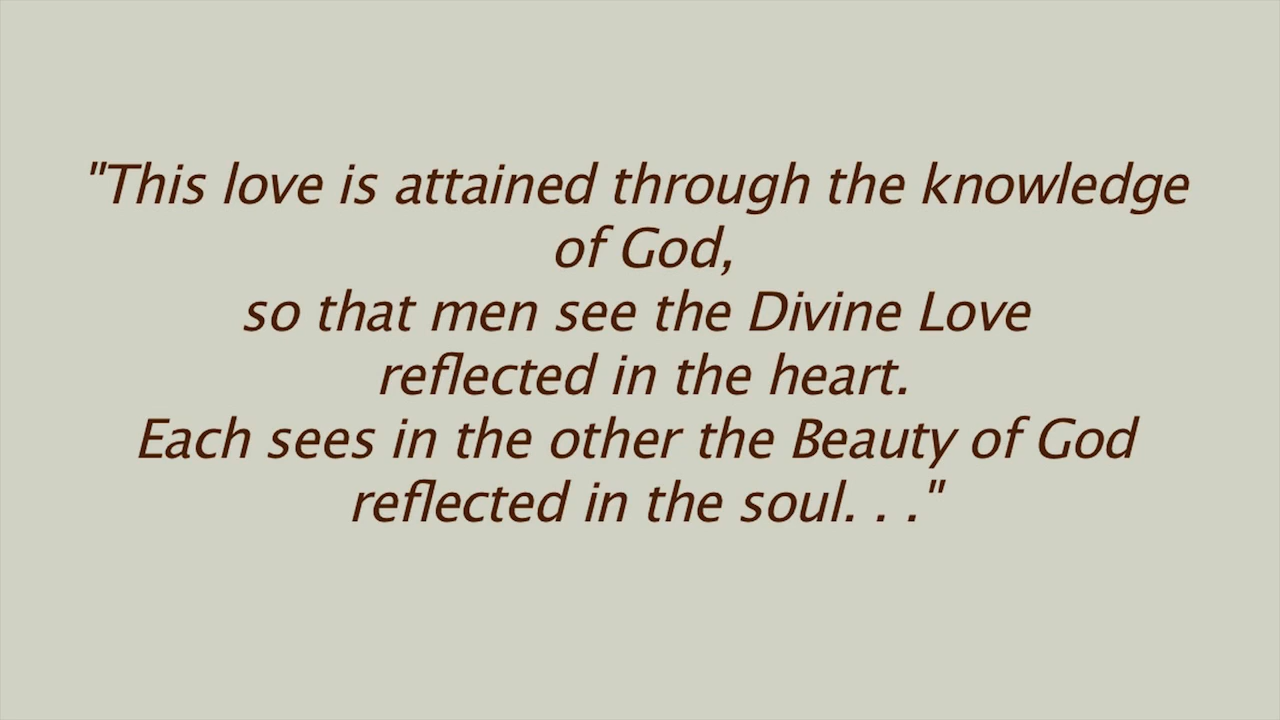 "This love is attained through the knowledge
of God,
so that men see the Divine Love
reflected in the heart.
Each sees in the other the Beauty of God
reflected in the soul. . ."